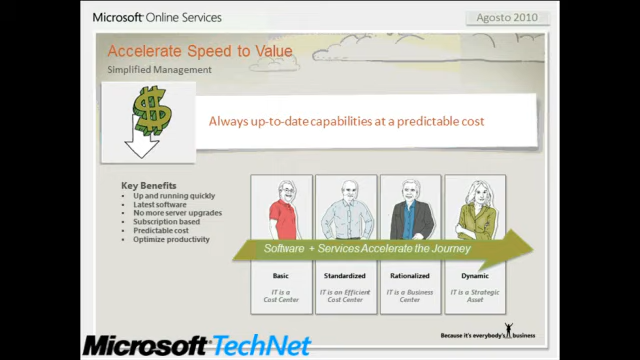 Microsoft Online Services
Agosto 2010
Accelerate Speed to Value
Simplified Management
$
Always up-to-date capabilities at a predictable cost
Key Benefits
• Up and running quickly
• Latest software
• No more server upgrades
• Subscription based
• Predictable cost
• Optimize productivity
Software + Services Accelerate the Journey
Basic
IT is a
Cost Center
Standardized
IT is an Efficient
Cost Center
Rationalized
IT is a Business
Center
Dynamic
IT is a Strategic
Asset
Because it's everybody's business
Microsoft TechNet